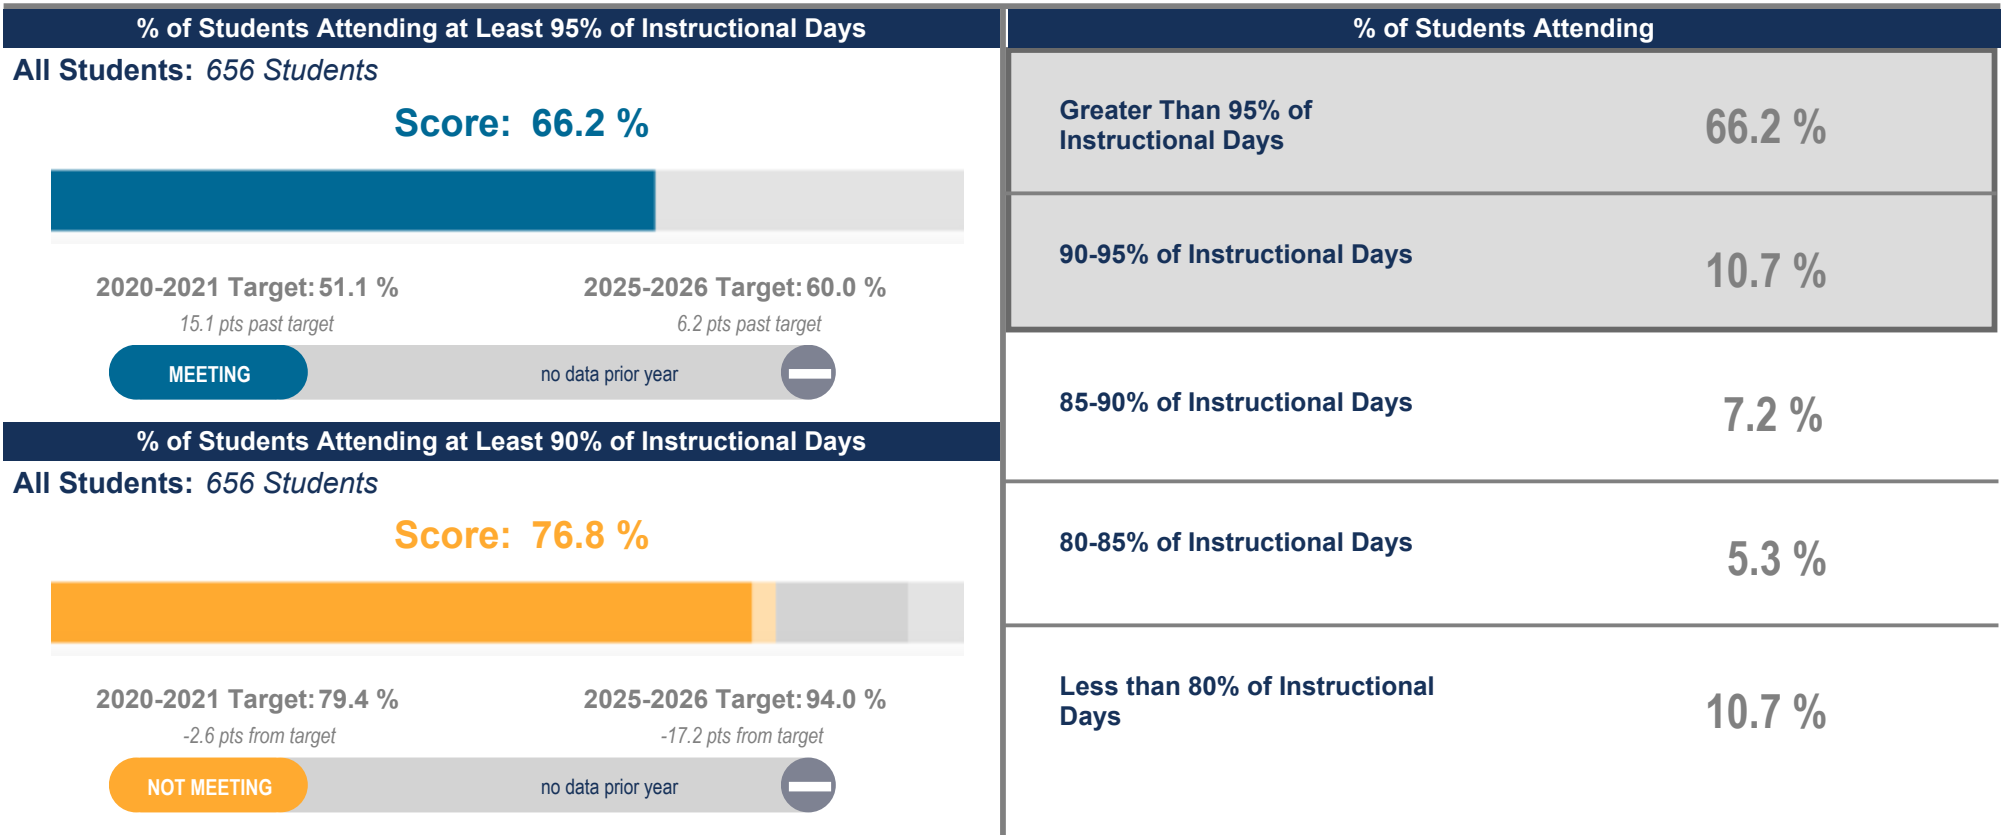 % of Students Attending at Least 95% of Instructional Days
All Students: 656 Students
Score: 66.2 %
2020-2021 Target: 51.1 %
15.1 pts past target
2025-2026 Target: 60.0 %
6.2 pts past target
MEETING
no data prior year
% of Students Attending at Least 90% of Instructional Days
All Students: 656 Students
Score: 76.8 %
2020-2021 Target: 79.4 %
-2.6 pts from target
2025-2026 Target: 94.0 %
-17.2 pts from target
NOT MEETING
no data prior year
% of Students Attending
Greater Than 95% of
Instructional Days
66.2 %
90-95% of Instructional Days
10.7 %
85-90% of Instructional Days
7.2 %
80-85% of Instructional Days
5.3 %
Less than 80% of Instructional
Days
10.7 %